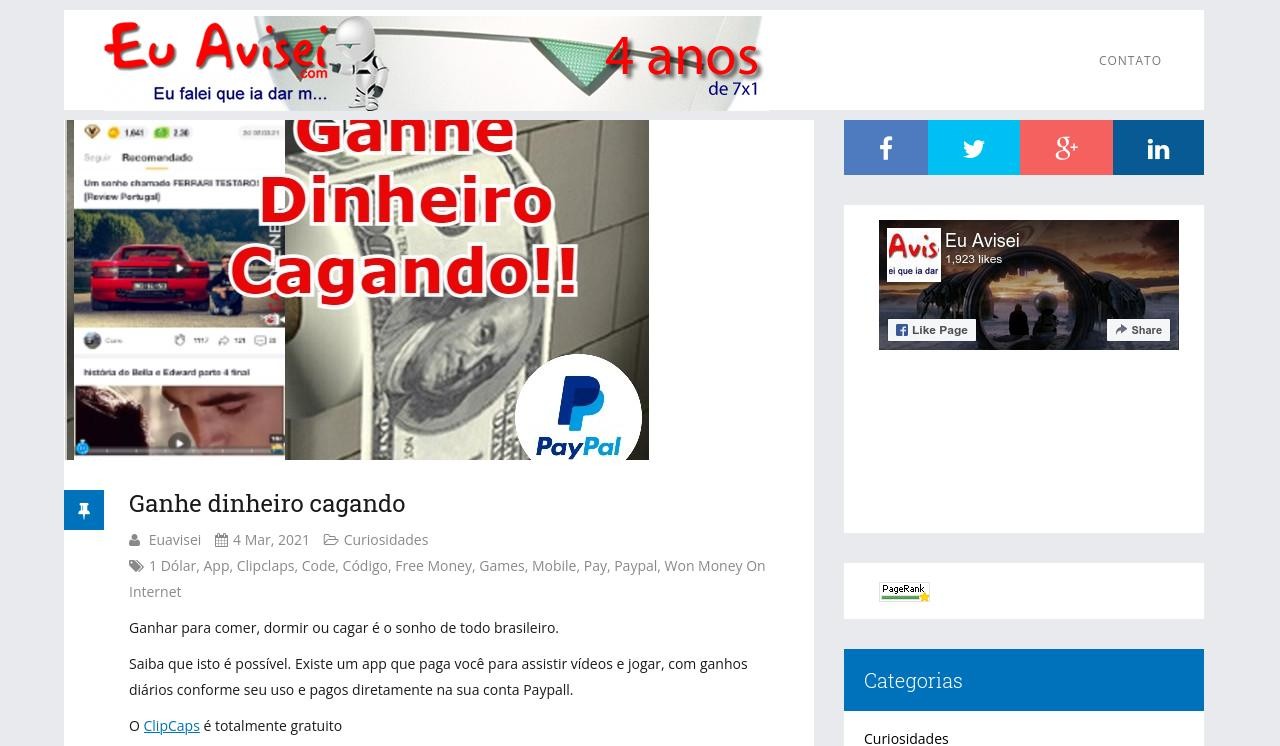 Eu Avisei
.com
Eu falei que ia dar m...
4 anos
de 7x1
CONTATO
1,641
2.30
Seguir Recomendado
Um sonho chamado FERRARI TESTARO!
[Review Portugal]
1117
121
história do Bella e Edward parte 4 final
Ganhe
Dinheiro
Cagando!!
PayPal
Ganhe dinheiro cagando
Euavisei 4 Mar, 2021 Curiosidades
1 Dólar, App, Clipclaps, Code, Código, Free Money, Games, Mobile, Pay, Paypal, Won Money On
Internet
Ganhar para comer, dormir ou cagar é o sonho de todo brasileiro.
Saiba que isto é possível. Existe um app que paga você para assistir vídeos e jogar, com ganhos
diários conforme seu uso e pagos diretamente na sua conta Paypall.
O ClipCaps é totalmente gratuito
Avis
ei que ia dar
Eu Avisei
1,923 likes
Like Page
Share
PageRank
Categorias
Curiosidades